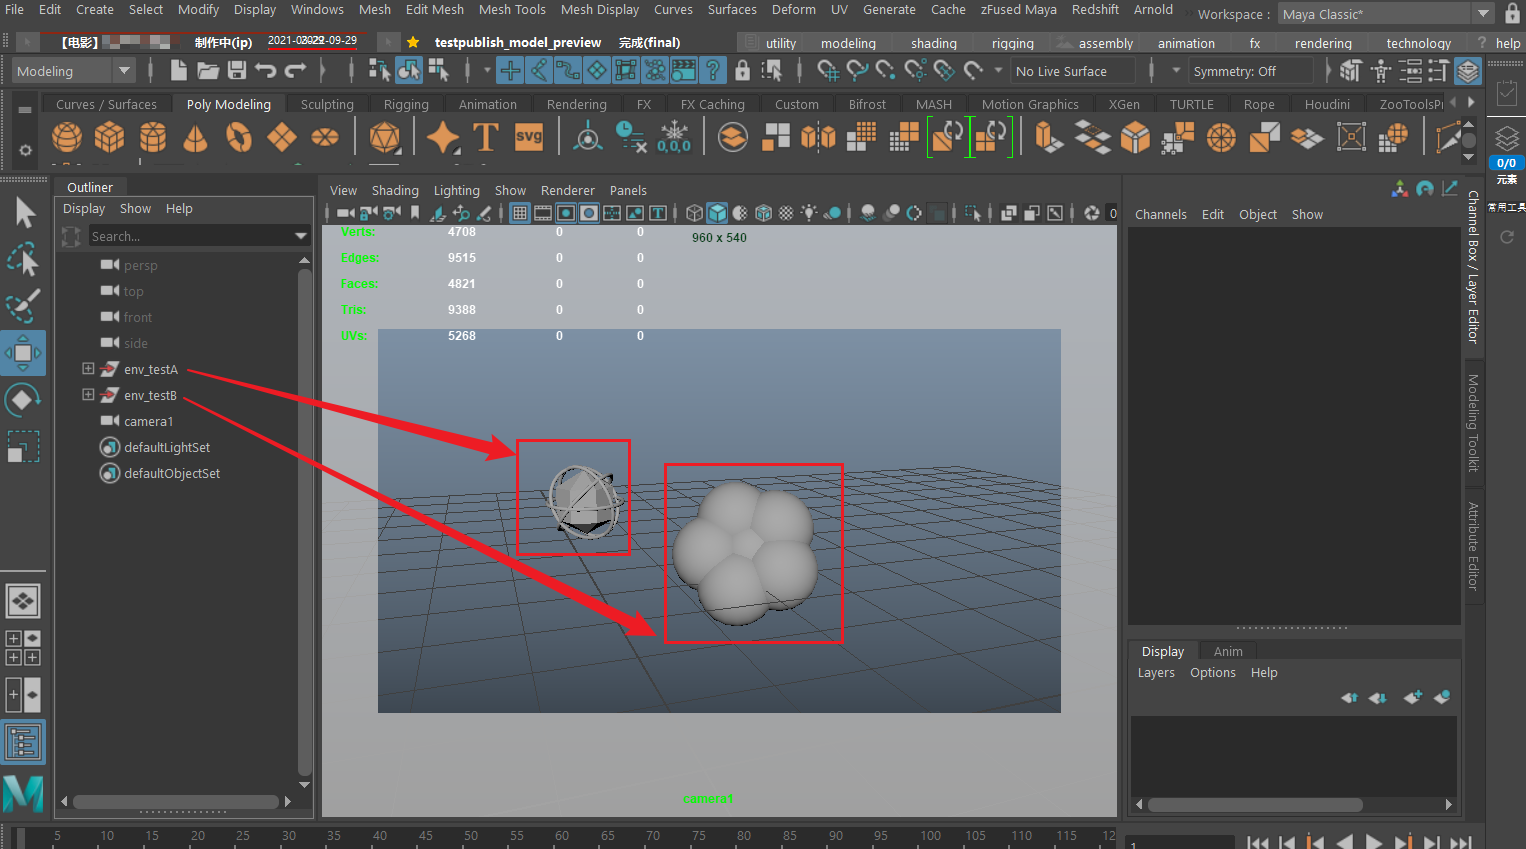 File Edit Create Select Modify Display Windows Mesh Edit Mesh Mesh Tools Mesh Display Curves Surfaces Deform UV Generate Cache zFused Maya Redshift Arnold Workspace : Maya Classic*
【电影】 制作中(ip) testpublish_model_preview 完成(final) utility modeling shading rigging assembly animation fx rendering technology help
Modeling No Live Surface Symmetry: Off
Curves / Surfaces Poly Modeling Sculpting Rigging Animation Rendering FX FX Caching Custom Bifrost MASH Motion Graphics XGen TURTLE Rope Houdini ZooToolsP
T svg 0,0,0
0/0
元素
常用工具
Outliner
Display Show Help
Search...
persp
top
front
side
env_testA
env_testB
camera1
defaultLightSet
defaultObjectSet
View Shading Lighting Show Renderer Panels
0
Verts: 4708 0 0
Edges: 9515 0 0
Faces: 4821 0 0
Tris: 9388 0 0
UVs: 5268 0 0
960 x 540
camera1
Channels Edit Object Show
Channel Box / Layer Editor
Modeling Toolkit
Attribute Editor
Display Anim
Layers Options Help
5 10 15 20 25 30 35 40 45 50 55 60 65 70 75 80 85 90 95 100 105 110 115 12
1